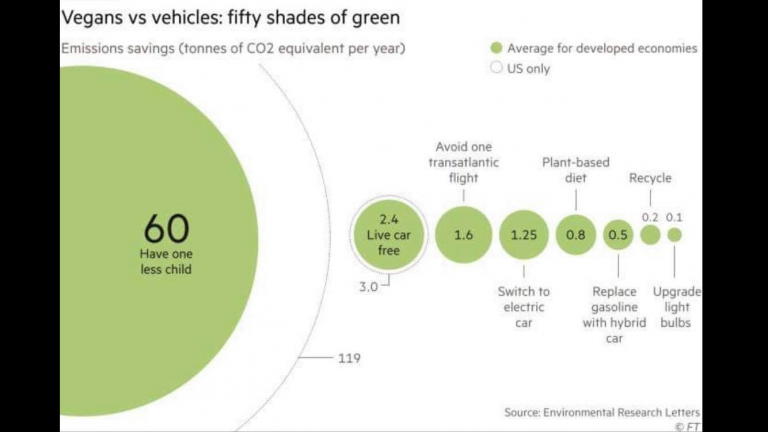 Vegans vs vehicles: fifty shades of green
Emissions savings (tonnes of CO2 equivalent per year)
Average for developed economies
US only
60
Have one
less child
119
2.4
Live car
free
3.0
Avoid one
transatlantic
flight
1.6
1.25
Switch to
electric
car
Plant-based
diet
0.8
0.5
Replace
gasoline
with hybrid
car
Recycle
0.2
0.1
Upgrade
light
bulbs
Source: Environmental Research Letters
© FT